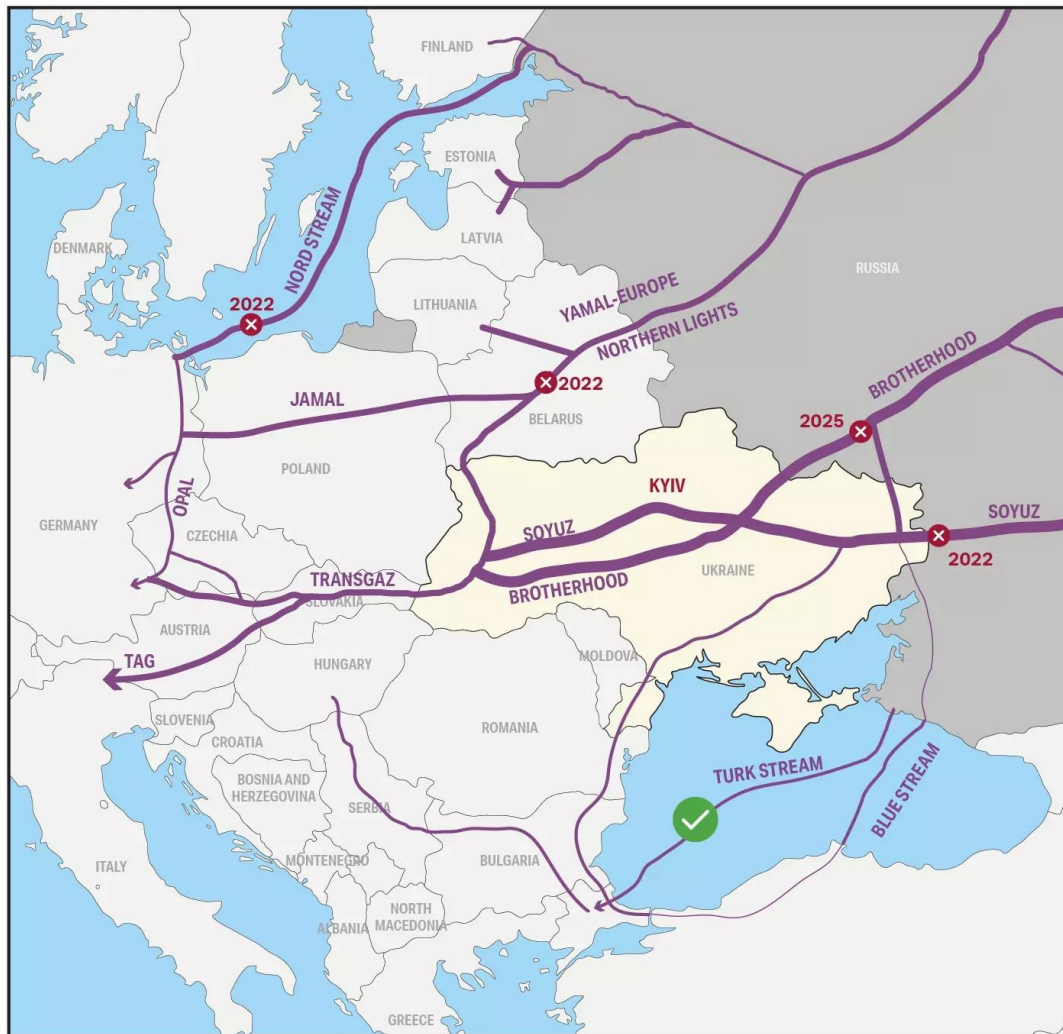 FINLAND
ESTONIA
NORD STREAM
DENMARK
LATVIA
RUSSIA
YAMAL-EUROPE
2022
LITHUANIA
NORTHERN LIGHTS
BROTHERHOOD
2022
JAMAL
2025
BELARUS
POLAND
KYIV
OPAL
GERMANY
SOYUZ
CZECHIA
SOYUZ
2022
UKRAINE
TRANSGAZ
BROTHERHOOD
SLOVAKIA
AUSTRIA
TAG
HUNGARY
MOLDOVA
SLOVENIA
ROMANIA
CROATIA
TURK STREAM
BOSNIA AND
HERZEGOVINA
BLUE STREAM
SERBIA
ITALY
MONTENEGRO
BULGARIA
NORTH
MACEDONIA
ALBANIA
GREECE